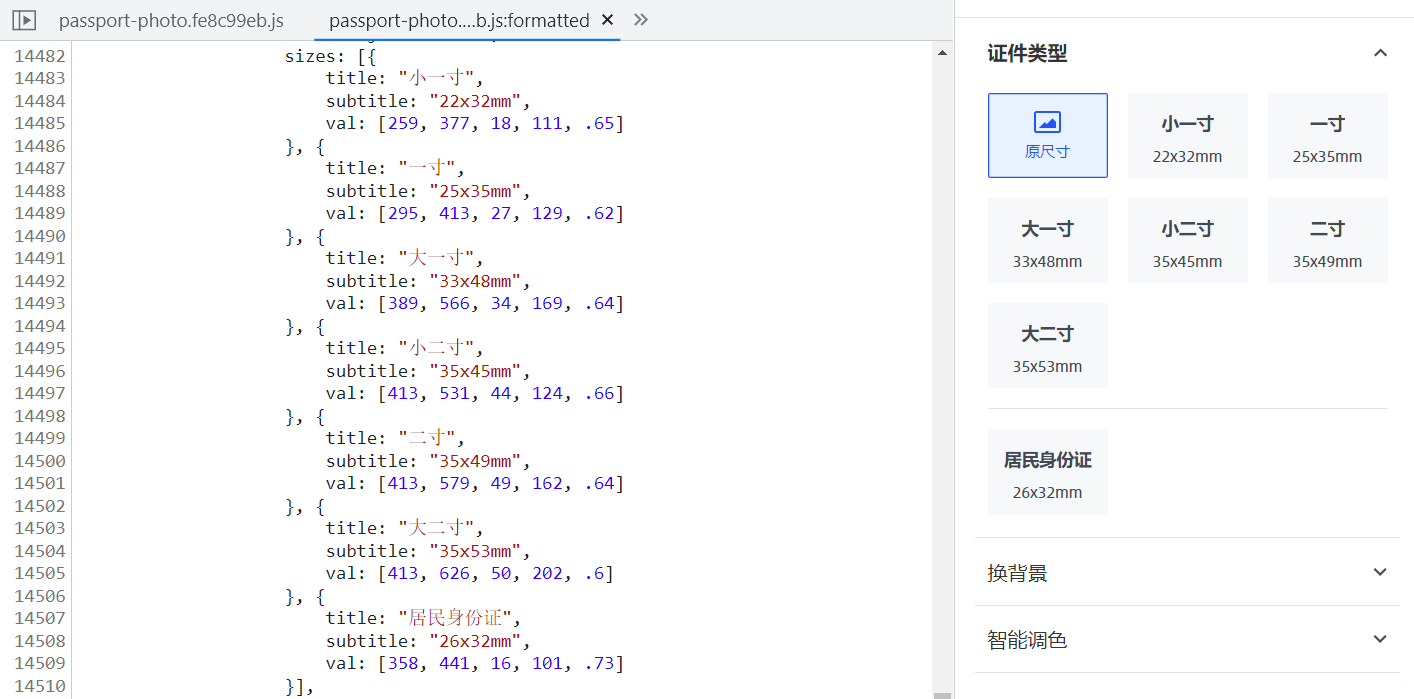 passport-photo.fe8c99eb.js
passport-photo....b.js:formatted
14482 sizes: [{
14483 title: "小一寸",
14484 subtitle: "22x32mm",
14485 val: [259, 377, 18, 111, .65]
14486 }, {
14487 title: "一寸",
14488 subtitle: "25x35mm",
14489 val: [295, 413, 27, 129, .62]
14490 }, {
14491 title: "大一寸",
14492 subtitle: "33x48mm",
14493 val: [389, 566, 34, 169, .64]
14494 }, {
14495 title: "小二寸",
14496 subtitle: "35x45mm",
14497 val: [413, 531, 44, 124, .66]
14498 }, {
14499 title: "二寸",
14500 subtitle: "35x49mm",
14501 val: [413, 579, 49, 162, .64]
14502 }, {
14503 title: "大二寸",
14504 subtitle: "35x53mm",
14505 val: [413, 626, 50, 202, .6]
14506 }, {
14507 title: "居民身份证",
14508 subtitle: "26x32mm",
14509 val: [358, 441, 16, 101, .73]
14510 }],
证件类型
原尺寸
小一寸
22x32mm
一寸
25x35mm
大一寸
33x48mm
小二寸
35x45mm
二寸
35x49mm
大二寸
35x53mm
居民身份证
26x32mm
换背景
智能调色